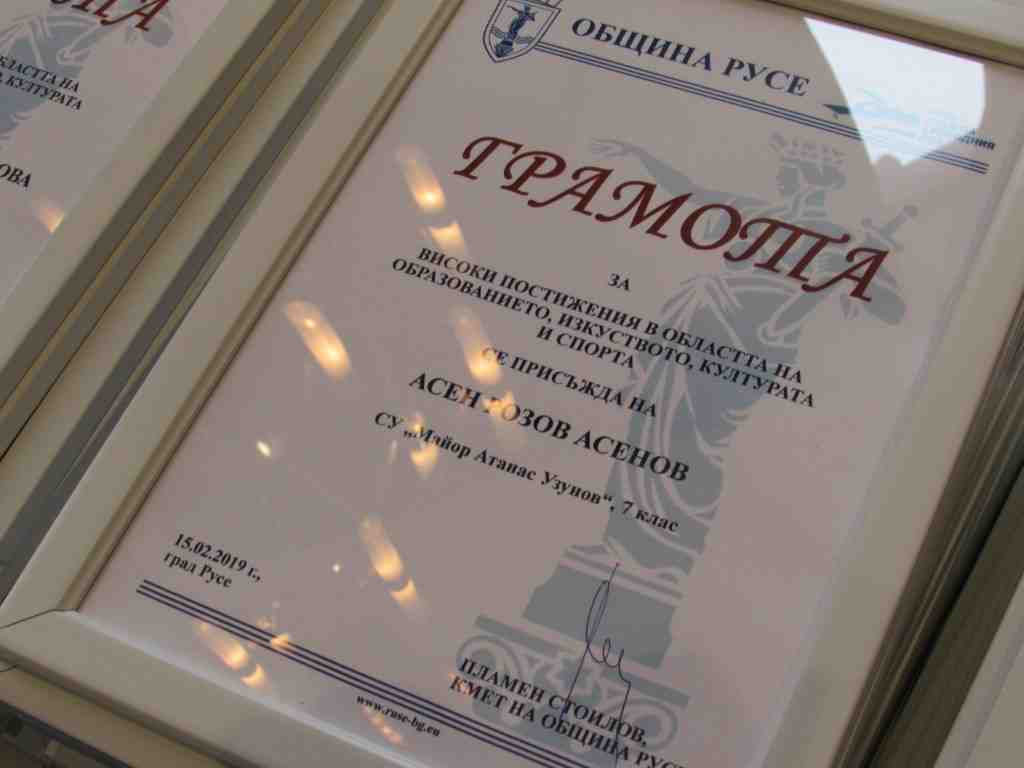 ОБЛАСТТА НА
КУЛТУРАТА
ОВА
ОБЩИНА РУСЕ
ГРАМОТА
ЗА
ВИСОКИ ПОСТИЖЕНИЯ В ОБЛАСТТА НА
ОБРАЗОВАНИЕТО, ИЗКУСТВОТО, КУЛТУРАТА
И СПОРТА
СЕ ПРИСЪЖДА НА
АСЕН РОЗОВ АСЕНОВ
СУ „Майор Атанас Узунов“, 7 клас
15.02.2019 г.,
град Русе
ПЛАМЕН СТОИЛОВ,
КМЕТ НА ОБЩИНА РУСЕ
www.ruse-bg.eu